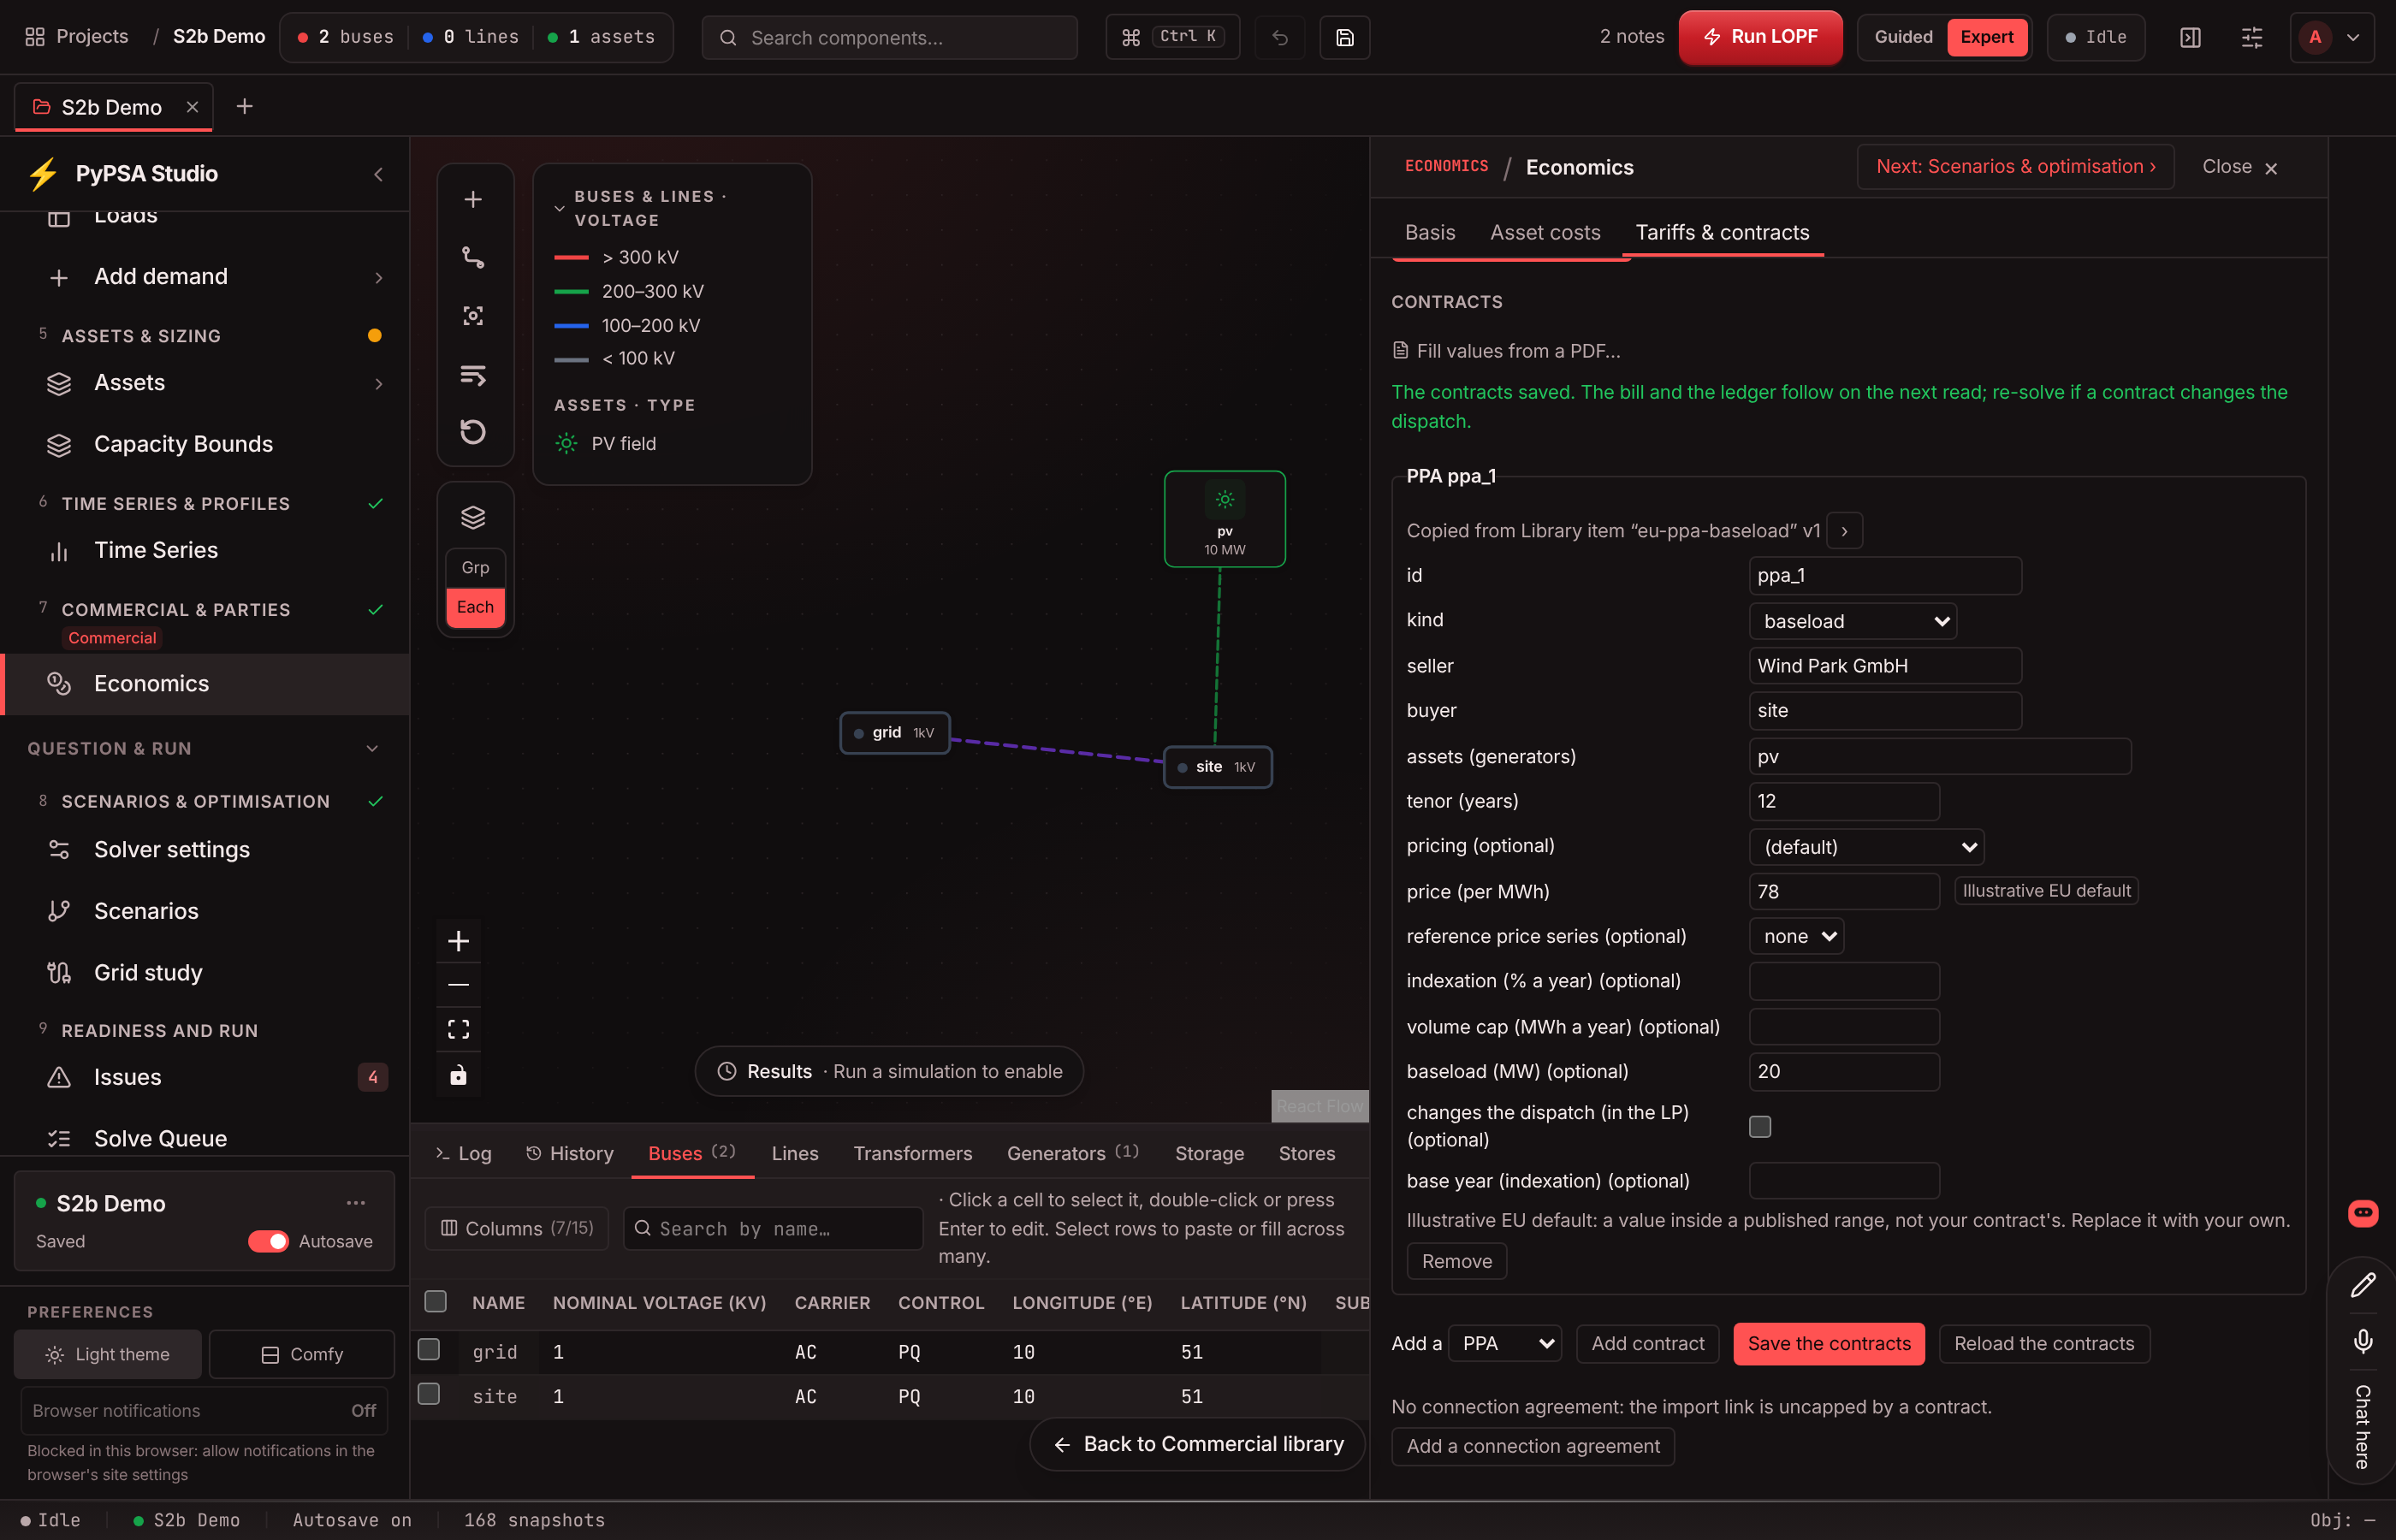 Projects / S2b Demo
2 buses
0 lines
1 assets
Search components...
Ctrl K
2 notes
Run LOPF
Guided
Expert
Idle
A
S2b Demo
PyPSA Studio
Loads
Add demand
5 ASSETS & SIZING
Assets
Capacity Bounds
6 TIME SERIES & PROFILES
Time Series
7 COMMERCIAL & PARTIES
Commercial
Economics
QUESTION & RUN
8 SCENARIOS & OPTIMISATION
Solver settings
Scenarios
Grid study
9 READINESS AND RUN
Issues 4
Solve Queue
S2b Demo
Saved
Autosave
PREFERENCES
Light theme
Comfy
Browser notifications Off
Blocked in this browser: allow notifications in the
browser's site settings
BUSES & LINES ·
VOLTAGE
> 300 kV
200–300 kV
100–200 kV
< 100 kV
ASSETS · TYPE
PV field
Grp
Each
pv
10 MW
grid 1kV
site 1kV
Results · Run a simulation to enable
React Flow
Log
History
Buses (2)
Lines
Transformers
Generators (1)
Storage
Stores
Columns (7/15)
Search by name…
· Click a cell to select it, double-click or press
Enter to edit. Select rows to paste or fill across
many.
NAME NOMINAL VOLTAGE (KV) CARRIER CONTROL LONGITUDE (°E) LATITUDE (°N) SUB
grid 1 AC PQ 10 51
site 1 AC PQ 10 51
Back to Commercial library
ECONOMICS / Economics
Next: Scenarios & optimisation ›
Close
Basis
Asset costs
Tariffs & contracts
CONTRACTS
Fill values from a PDF...
The contracts saved. The bill and the ledger follow on the next read; re-solve if a contract changes the
dispatch.
PPA ppa_1
Copied from Library item “eu-ppa-baseload” v1 ›
id ppa_1
kind baseload
seller Wind Park GmbH
buyer site
assets (generators) pv
tenor (years) 12
pricing (optional) (default)
price (per MWh) 78 Illustrative EU default
reference price series (optional) none
indexation (% a year) (optional)
volume cap (MWh a year) (optional)
baseload (MW) (optional) 20
changes the dispatch (in the LP)
(optional)
base year (indexation) (optional)
Illustrative EU default: a value inside a published range, not your contract's. Replace it with your own.
Remove
Add a PPA
Add contract
Save the contracts
Reload the contracts
No connection agreement: the import link is uncapped by a contract.
Add a connection agreement
Chat here
Idle
S2b Demo
Autosave on
168 snapshots
Obj: —